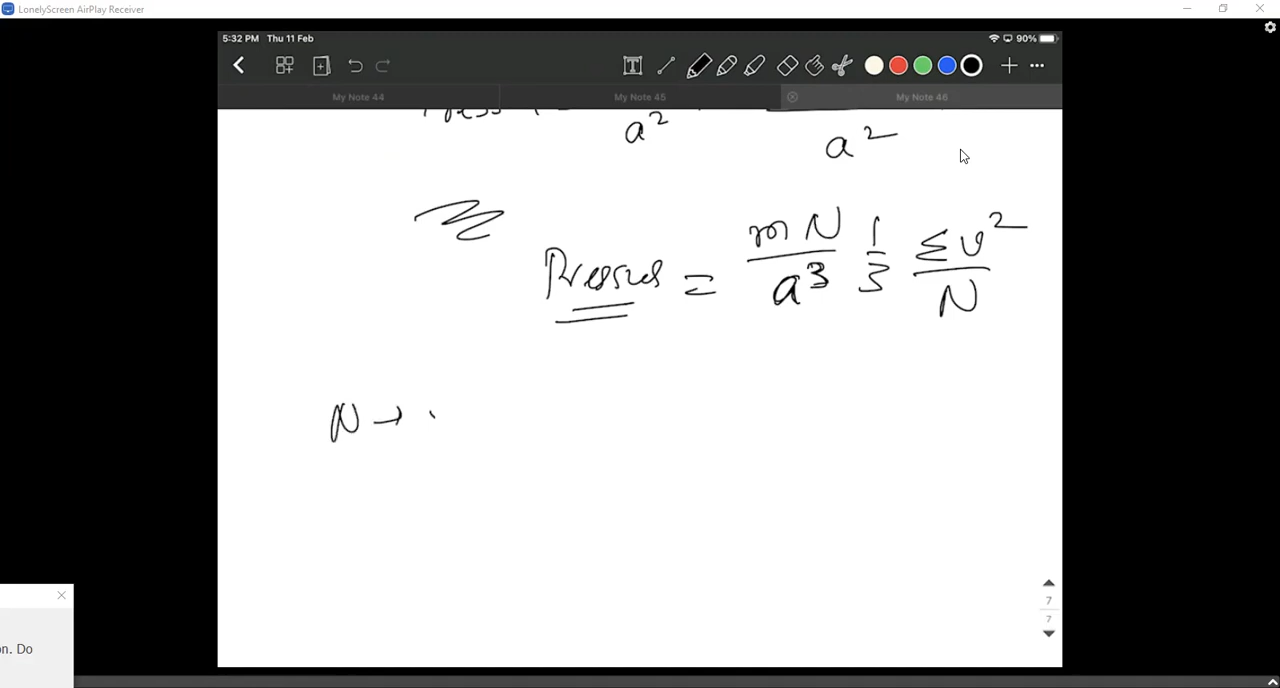 LonelyScreen AirPlay Receiver
5:32 PM Thu 11 Feb
90%
My Note 44
My Note 45
My Note 46
a²
a²
Pressure = mN/a³ 1/3 Σv²/N
N →
7
7
on. Do